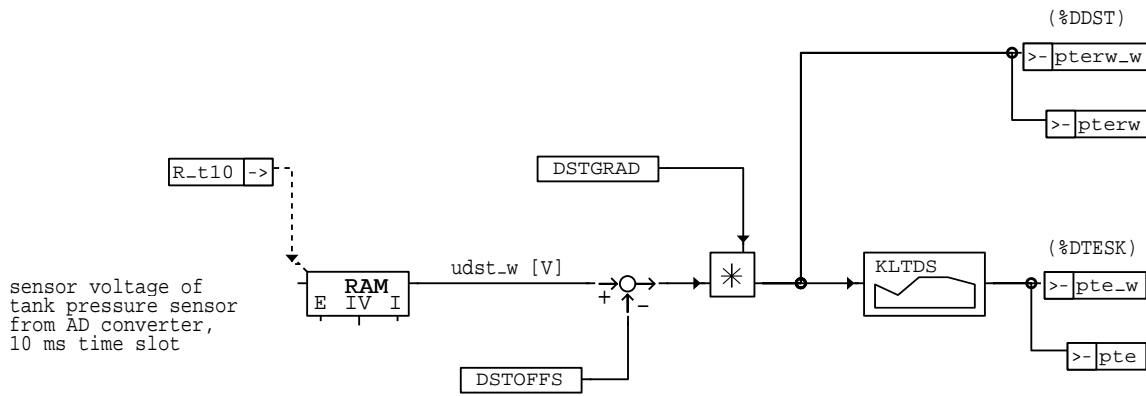 (%DDST)
>- pterw_w
>- pterw
R_t10 ->
DSTGRAD
(%DTESK)
udst_w [V]
KLTDS
sensor voltage of
tank pressure sensor
from AD converter,
10 ms time slot
RAM
E IV I
+
−
*
>- pte_w
>- pte
DSTOFFS